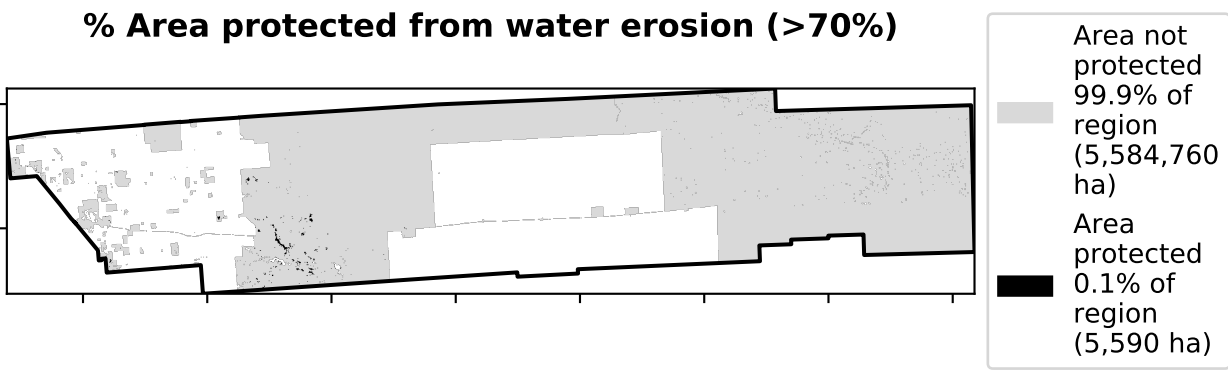 % Area protected from water erosion (>70%)
Area not
protected
99.9% of
region
(5,584,760
ha)
Area
protected
0.1% of
region
(5,590 ha)